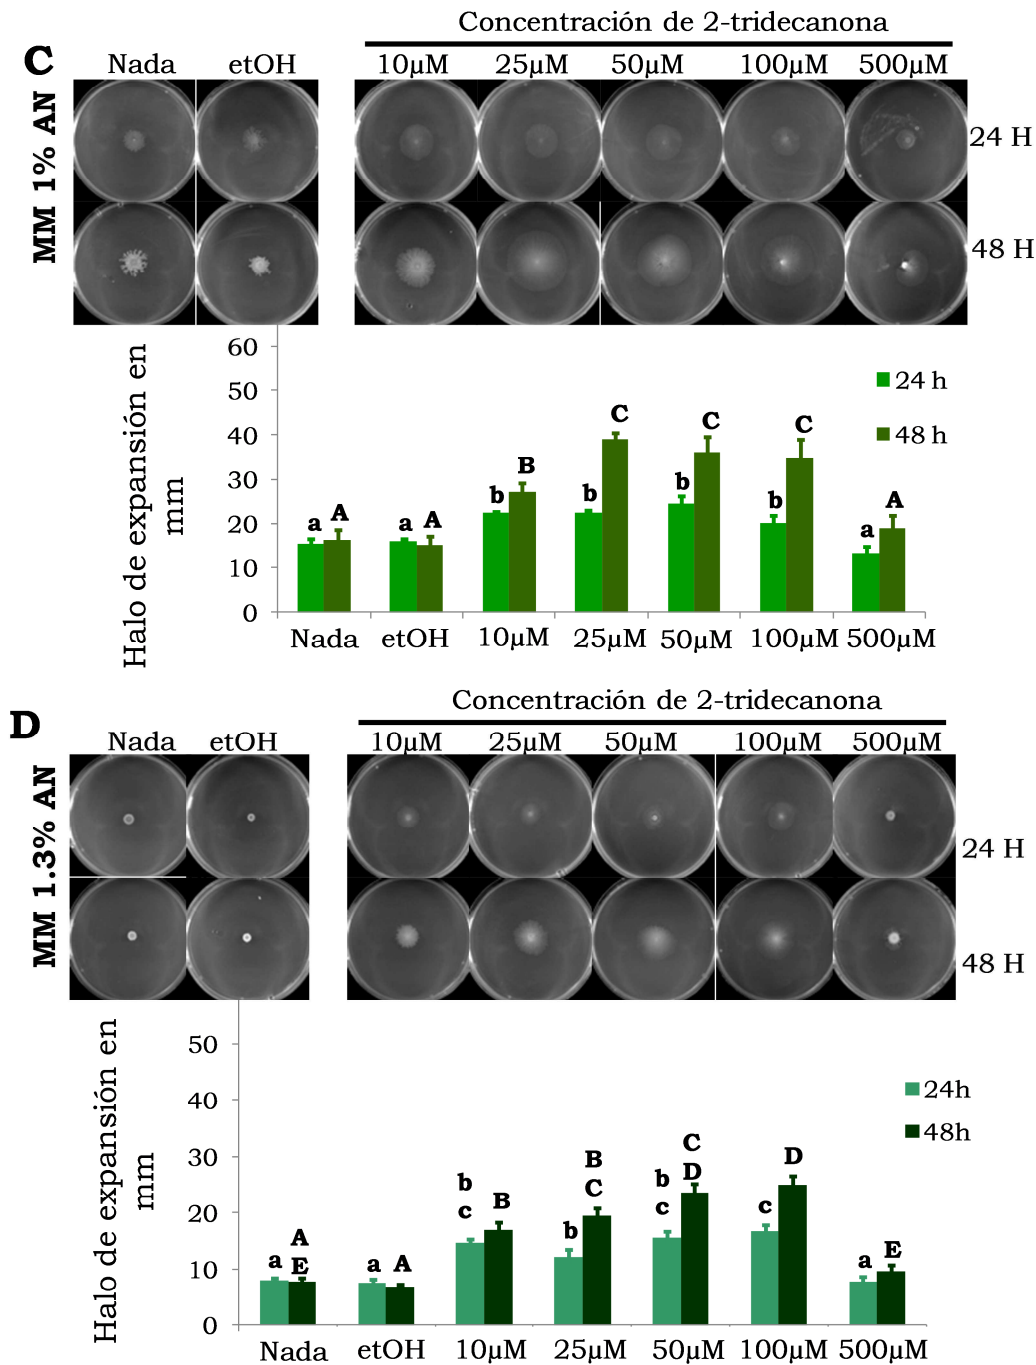 C
Concentración de 2-tridecanona
Nada etOH 10µM 25µM 50µM 100µM 500µM
MM 1% AN
24 H
48 H
Halo de expansión en
mm
60
50
40
30
20
10
0
24 h
48 h
a A a A b B b C b C b C a A
Nada etOH 10µM 25µM 50µM 100µM 500µM
D
Concentración de 2-tridecanona
Nada etOH 10µM 25µM 50µM 100µM 500µM
MM 1.3% AN
24 H
48 H
Halo de expansión en
mm
50
40
30
20
10
0
24h
48h
a A E a A b c B b B C b c C D c D a E
Nada etOH 10µM 25µM 50µM 100µM 500µM